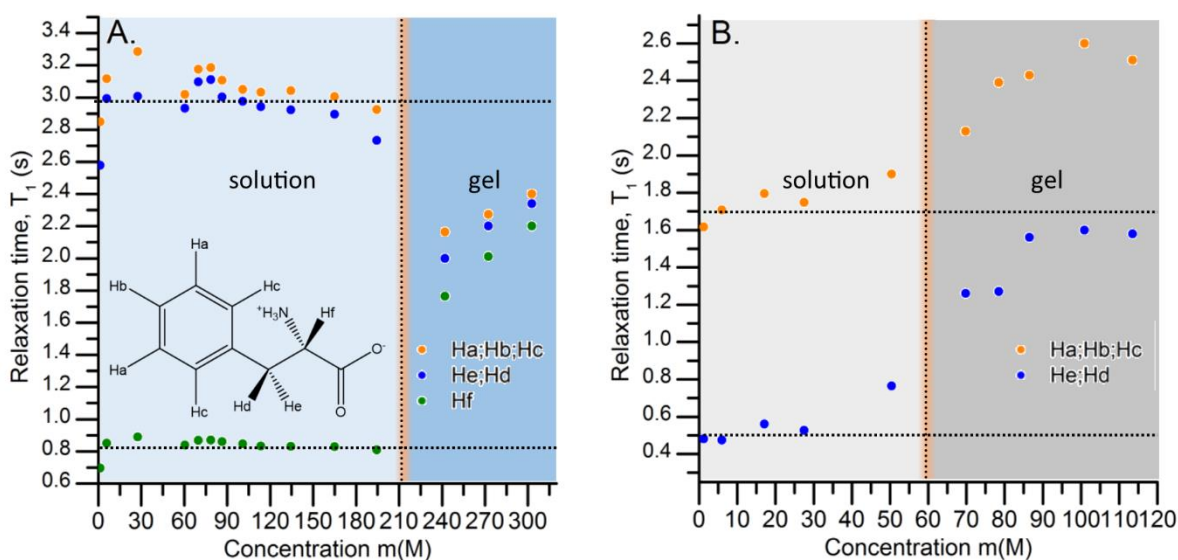 A.
Relaxation time, T₁ (s)
3.4
3.2
3.0
2.8
2.6
2.4
2.2
2.0
1.8
1.6
1.4
1.2
1.0
0.8
0.6
solution
gel
Ha
Hb
Hc
Ha
Hc
⁺H₃N
Hf
O⁻
O
Hd
He
Ha;Hb;Hc
He;Hd
Hf
0 30 60 90 120 150 180 210 240 270 300
Concentration m(M)
B.
Relaxation time, T₁ (s)
2.6
2.4
2.2
2.0
1.8
1.6
1.4
1.2
1.0
0.8
0.6
0.4
solution
gel
Ha;Hb;Hc
He;Hd
0 10 20 30 40 50 60 70 80 90 100 110 120
Concentration m(M)